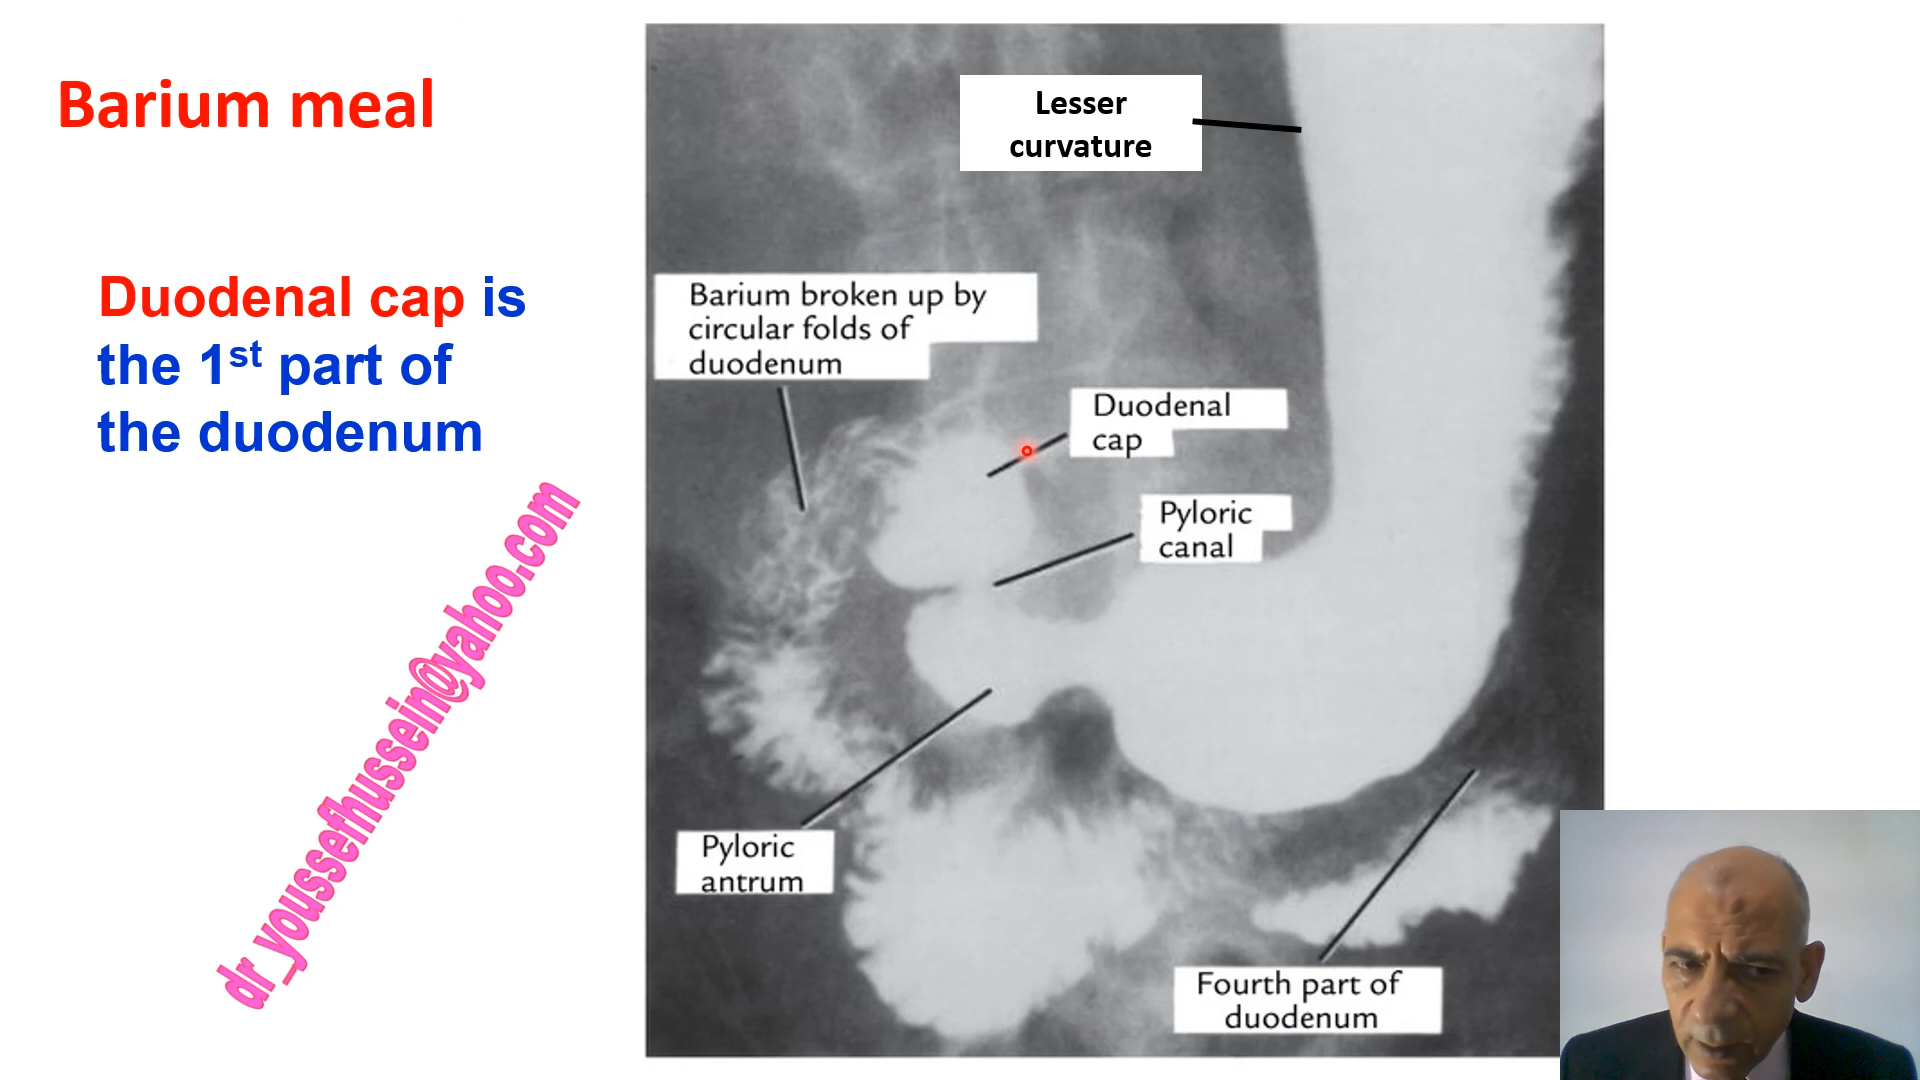 Barium meal
Duodenal cap is
the 1st part of
the duodenum
dr_youssefhussein@yahoo.com
Lesser
curvature
Barium broken up by
circular folds of
duodenum
Duodenal
cap
Pyloric
canal
Pyloric
antrum
Fourth part of
duodenum